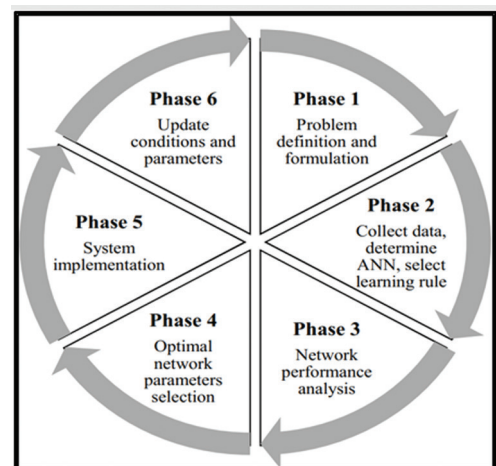 Phase 1
Problem
definition and
formulation
Phase 2
Collect data,
determine
ANN, select
learning rule
Phase 3
Network
performance
analysis
Phase 4
Optimal
network
parameters
selection
Phase 5
System
implementation
Phase 6
Update
conditions and
parameters